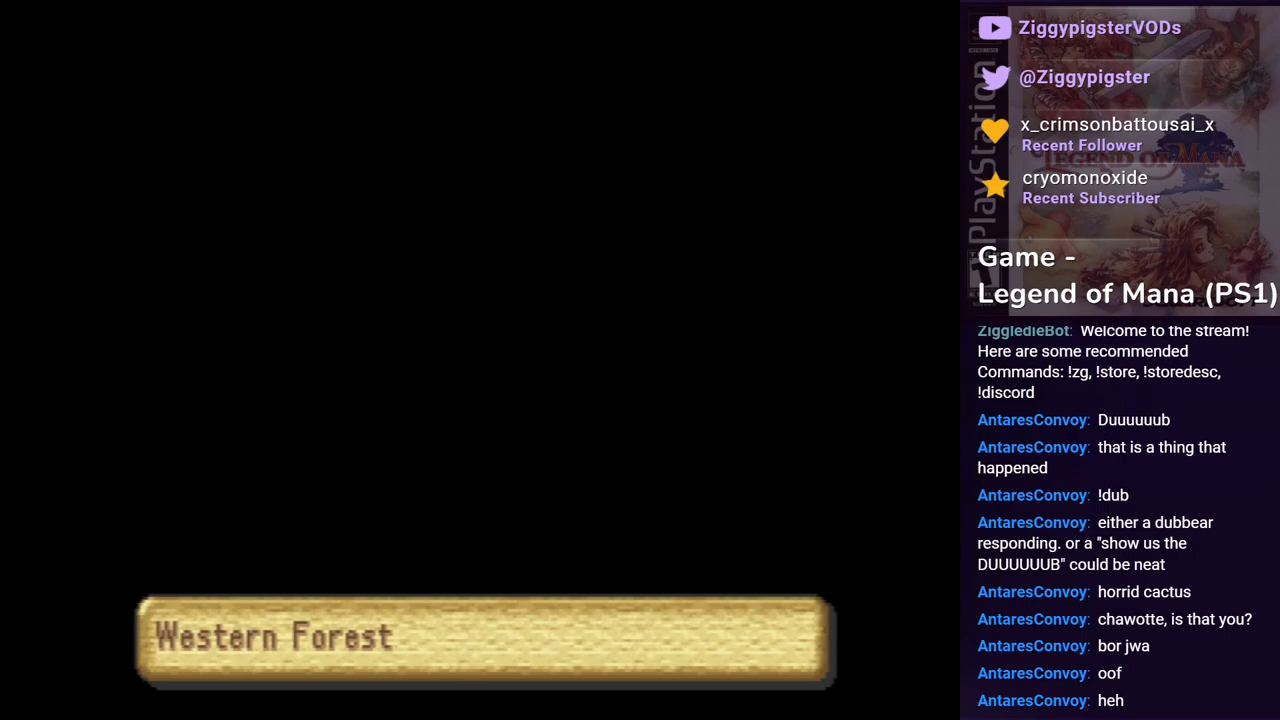 ZiggypigsterVODs
@Ziggypigster
x_crimsonbattousai_x
Recent Follower
cryomonoxide
Recent Subscriber
PlayStation
LEGEND OF MANA
Game -
Legend of Mana (PS1)
ZiggledieBot: Welcome to the stream!
Here are some recommended
Commands: !zg, !store, !storedesc,
!discord
AntaresConvoy: Duuuuuub
AntaresConvoy: that is a thing that
happened
AntaresConvoy: !dub
AntaresConvoy: either a dubbear
responding. or a "show us the
DUUUUUUB" could be neat
AntaresConvoy: horrid cactus
AntaresConvoy: chawotte, is that you?
AntaresConvoy: bor jwa
AntaresConvoy: oof
AntaresConvoy: heh
Western Forest